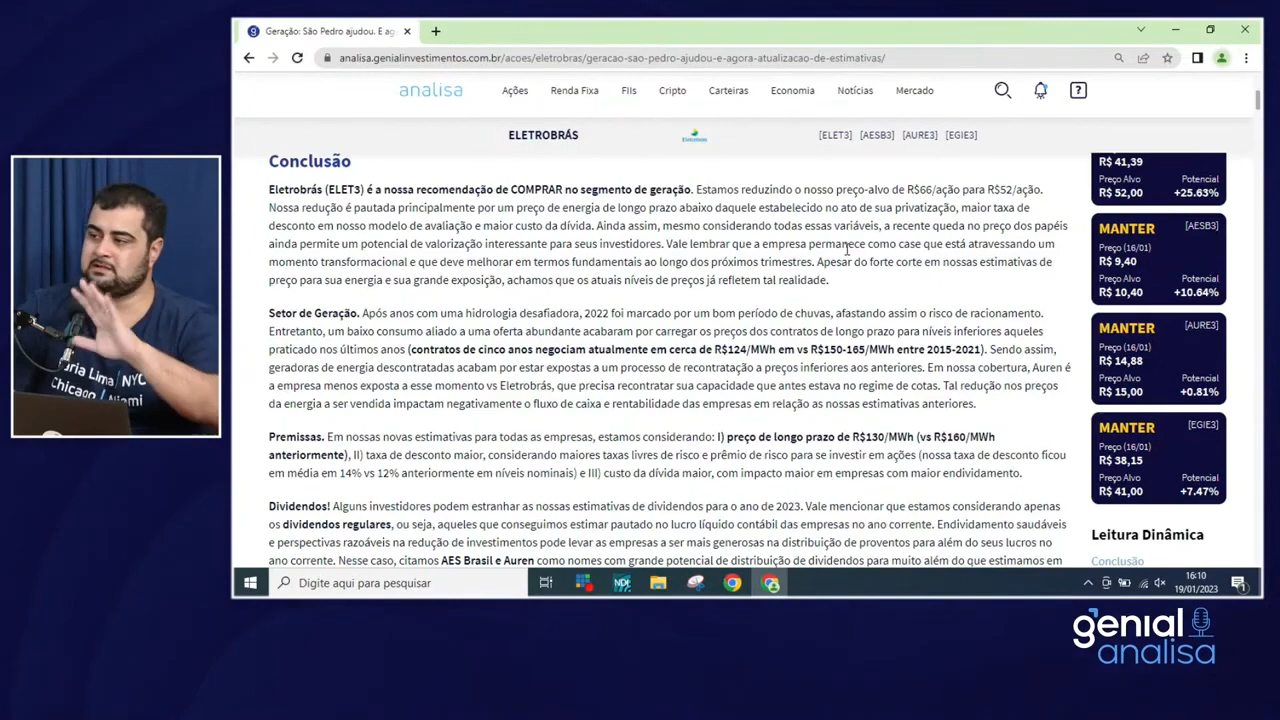 Geração: São Pedro ajudou. E ag
analisa.genialinvestimentos.com.br/acoes/eletrobras/geracao-sao-pedro-ajudou-e-agora-atualizacao-de-estimativas/
analisa
Ações Renda Fixa FIIs Cripto Carteiras Economia Notícias Mercado
ELETROBRÁS
[ELET3] [AESB3] [AURE3] [EGIE3]
Conclusão
Eletrobrás (ELET3) é a nossa recomendação de COMPRAR no segmento de geração. Estamos reduzindo o nosso preço-alvo de R$66/ação para R$52/ação.
Nossa redução é pautada principalmente por um preço de energia de longo prazo abaixo daquele estabelecido no ato de sua privatização, maior taxa de
desconto em nosso modelo de avaliação e maior custo da dívida. Ainda assim, mesmo considerando todas essas variáveis, a recente queda no preço dos papéis
ainda permite um potencial de valorização interessante para seus investidores. Vale lembrar que a empresa permanece como case que está atravessando um
momento transformacional e que deve melhorar em termos fundamentais ao longo dos próximos trimestres. Apesar do forte corte em nossas estimativas de
preço para sua energia e sua grande exposição, achamos que os atuais níveis de preços já refletem tal realidade.
Setor de Geração. Após anos com uma hidrologia desafiadora, 2022 foi marcado por um bom período de chuvas, afastando assim o risco de racionamento.
Entretanto, um baixo consumo aliado a uma oferta abundante acabaram por carregar os preços dos contratos de longo prazo para níveis inferiores aqueles
praticado nos últimos anos (contratos de cinco anos negociam atualmente em cerca de R$124/MWh em vs R$150-165/MWh entre 2015-2021). Sendo assim,
geradoras de energia descontratadas acabam por estar expostas a um processo de recontratação a preços inferiores aos anteriores. Em nossa cobertura, Auren é
a empresa menos exposta a esse momento vs Eletrobrás, que precisa recontratar sua capacidade que antes estava no regime de cotas. Tal redução nos preços
da energia a ser vendida impactam negativamente o fluxo de caixa e rentabilidade das empresas em relação as nossas estimativas anteriores.
Premissas. Em nossas novas estimativas para todas as empresas, estamos considerando: I) preço de longo prazo de R$130/MWh (vs R$160/MWh
anteriormente), II) taxa de desconto maior, considerando maiores taxas livres de risco e prêmio de risco para se investir em ações (nossa taxa de desconto ficou
em média em 14% vs 12% anteriormente em níveis nominais) e III) custo da dívida maior, com impacto maior em empresas com maior endividamento.
Dividendos! Alguns investidores podem estranhar as nossas estimativas de dividendos para o ano de 2023. Vale mencionar que estamos considerando apenas
os dividendos regulares, ou seja, aqueles que conseguimos estimar pautado no lucro líquido contábil das empresas no ano corrente. Endividamento saudáveis
e perspectivas razoáveis na redução de investimentos pode levar as empresas a ser mais generosas na distribuição de proventos para além do seus lucros no
ano corrente. Nesse caso, citamos AES Brasil e Auren como nomes com grande potencial de distribuição de dividendos para muito além do que estimamos em
R$ 41,39
Preço Alvo Potencial
R$ 52,00 +25.63%
MANTER [AESB3]
Preço (16/01)
R$ 9,40
Preço Alvo Potencial
R$ 10,40 +10.64%
MANTER [AURE3]
Preço (16/01)
R$ 14,88
Preço Alvo Potencial
R$ 15,00 +0.81%
MANTER [EGIE3]
Preço (16/01)
R$ 38,15
Preço Alvo Potencial
R$ 41,00 +7.47%
Leitura Dinâmica
Conclusão
Digite aqui para pesquisar
16:10
19/01/2023
Lima / NYC
Chicago / Miami
genial
analisa